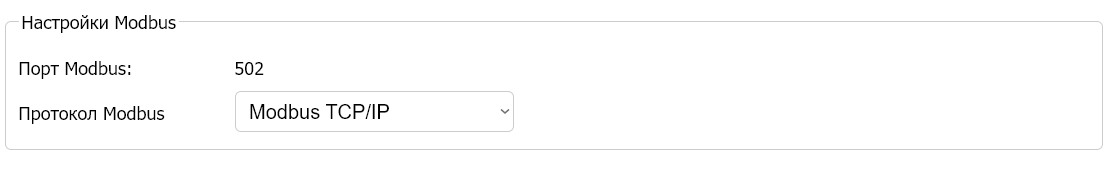 Настройки Modbus
Порт Modbus: 502
Протокол Modbus Modbus TCP/IP